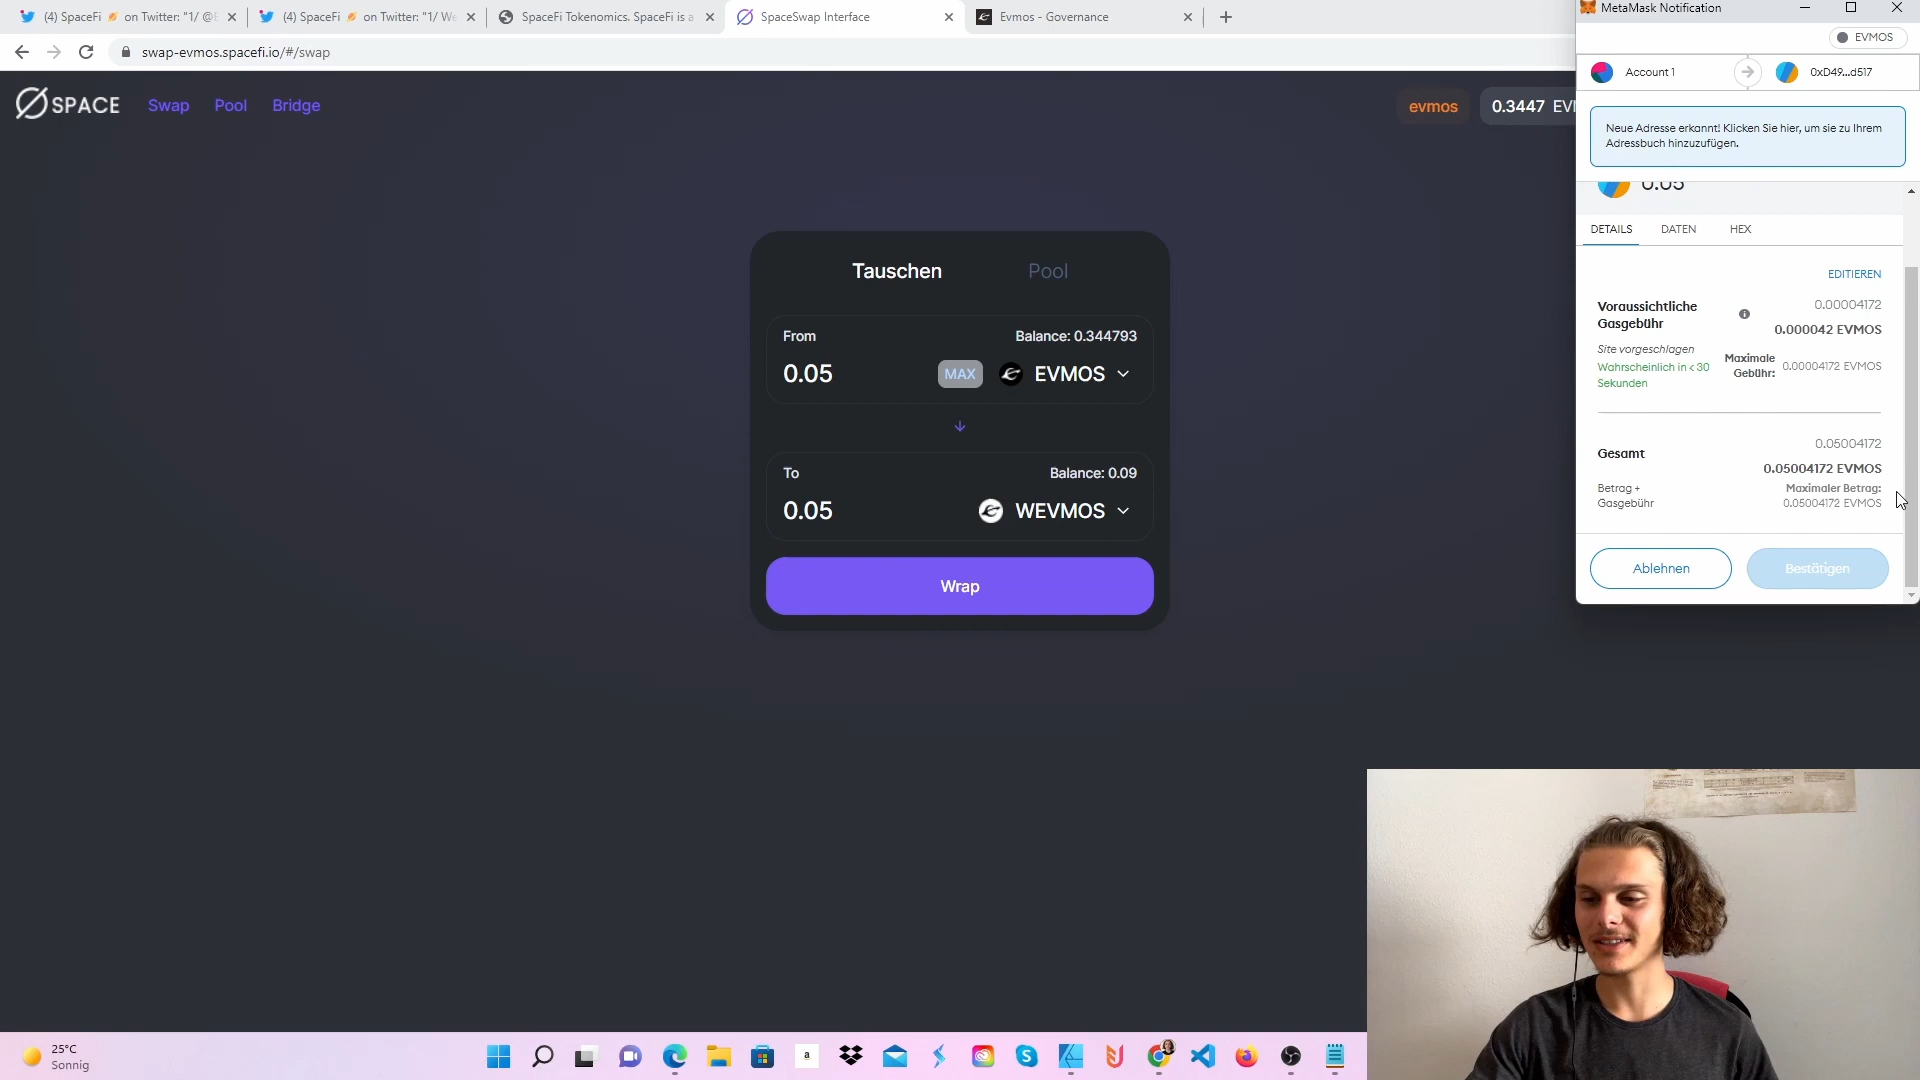 (4) SpaceFi on Twitter: "1/ @E
(4) SpaceFi on Twitter: "1/ We
SpaceFi Tokenomics. SpaceFi is a
SpaceSwap Interface
Evmos - Governance
swap-evmos.spacefi.io/#/swap
SPACE
Swap
Pool
Bridge
evmos
0.3447 EVM
Tauschen
Pool
From
Balance: 0.344793
0.05
MAX
EVMOS
To
Balance: 0.09
0.05
WEVMOS
Wrap
MetaMask Notification
EVMOS
Account 1
0xD49...d517
Neue Adresse erkannt! Klicken Sie hier, um sie zu Ihrem
Adressbuch hinzuzufügen.
0.05
DETAILS
DATEN
HEX
EDITIEREN
Voraussichtliche
Gasgebühr
0.00004172
0.000042 EVMOS
Site vorgeschlagen
Wahrscheinlich in < 30
Sekunden
Maximale
Gebühr:
0.00004172 EVMOS
Gesamt
0.05004172
0.05004172 EVMOS
Betrag +
Gasgebühr
Maximaler Betrag:
0.05004172 EVMOS
Ablehnen
Bestätigen
25°C
Sonnig